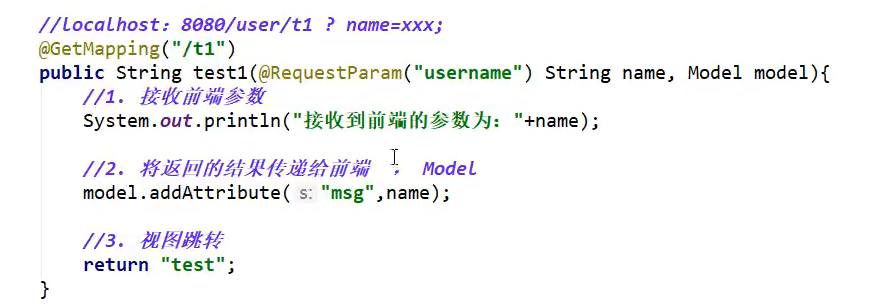 //localhost：8080/user/t1 ? name=xxx;
@GetMapping("/t1")
public String test1(@RequestParam("username") String name, Model model){
//1. 接收前端参数
System.out.println("接收到前端的参数为："+name);
//2. 将返回的结果传递给前端 ，Model
model.addAttribute( s: "msg",name);
//3. 视图跳转
return "test";
}